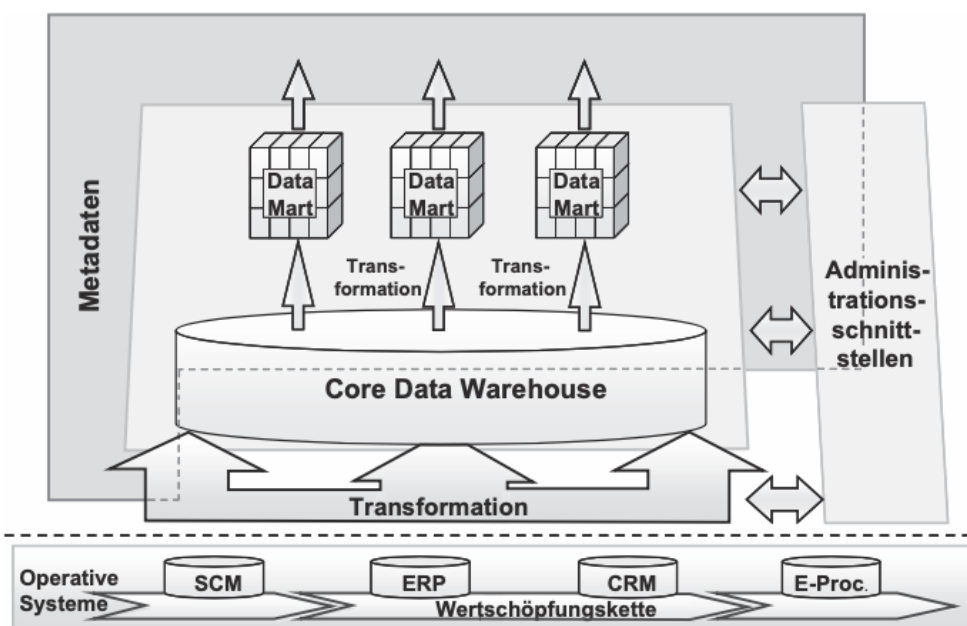 Metadaten
Data
Mart
Data
Mart
Data
Mart
Trans-
formation
Trans-
formation
Adminis-
trations-
schnitt-
stellen
Core Data Warehouse
Transformation
Operative
Systeme
SCM
ERP
CRM
E-Proc.
Wertschöpfungskette